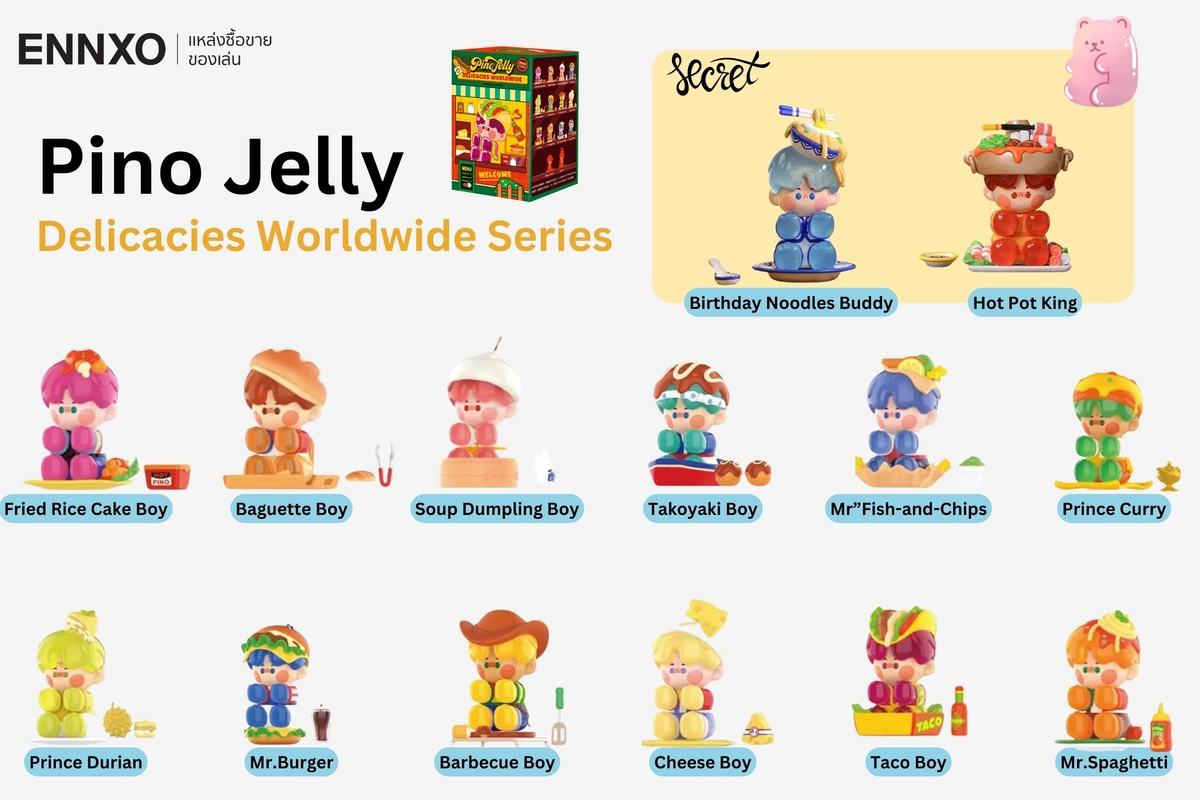 ENNXO
แหล่งซื้อขาย
ของเล่น
Pino Jelly
DELICACIES WORLDWIDE
WELCOME
secret
Pino Jelly
Delicacies Worldwide Series
Birthday Noodles Buddy
Hot Pot King
PINO
Fried Rice Cake Boy
Baguette Boy
Soup Dumpling Boy
Takoyaki Boy
Mr”Fish-and-Chips
Prince Curry
TACO
Prince Durian
Mr.Burger
Barbecue Boy
Cheese Boy
Taco Boy
Mr.Spaghetti